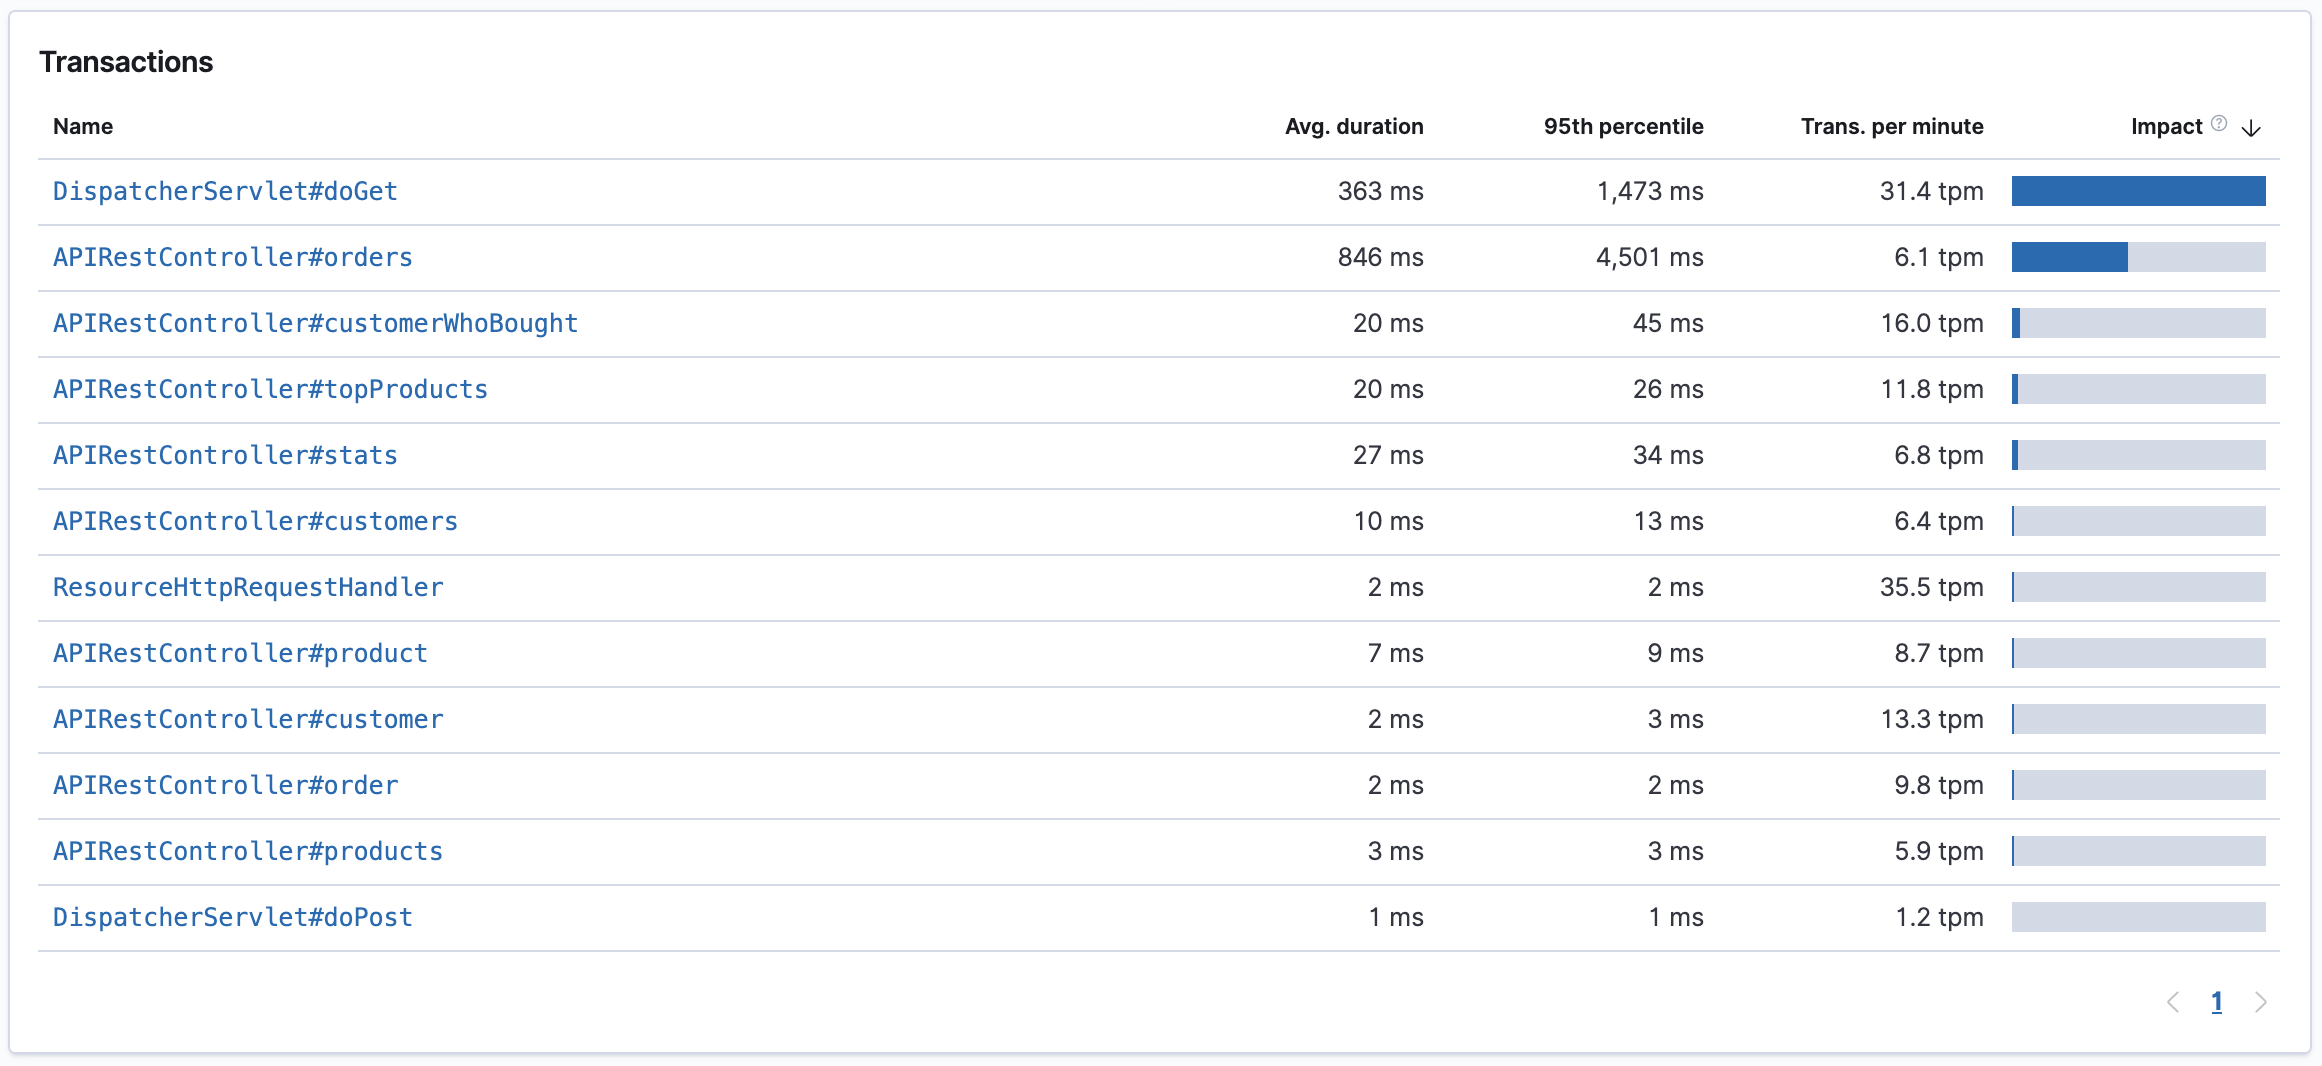 Transactions
Name Avg. duration 95th percentile Trans. per minute Impact
DispatcherServlet#doGet 363 ms 1,473 ms 31.4 tpm
APIRestController#orders 846 ms 4,501 ms 6.1 tpm
APIRestController#customerWhoBought 20 ms 45 ms 16.0 tpm
APIRestController#topProducts 20 ms 26 ms 11.8 tpm
APIRestController#stats 27 ms 34 ms 6.8 tpm
APIRestController#customers 10 ms 13 ms 6.4 tpm
ResourceHttpRequestHandler 2 ms 2 ms 35.5 tpm
APIRestController#product 7 ms 9 ms 8.7 tpm
APIRestController#customer 2 ms 3 ms 13.3 tpm
APIRestController#order 2 ms 2 ms 9.8 tpm
APIRestController#products 3 ms 3 ms 5.9 tpm
DispatcherServlet#doPost 1 ms 1 ms 1.2 tpm
1